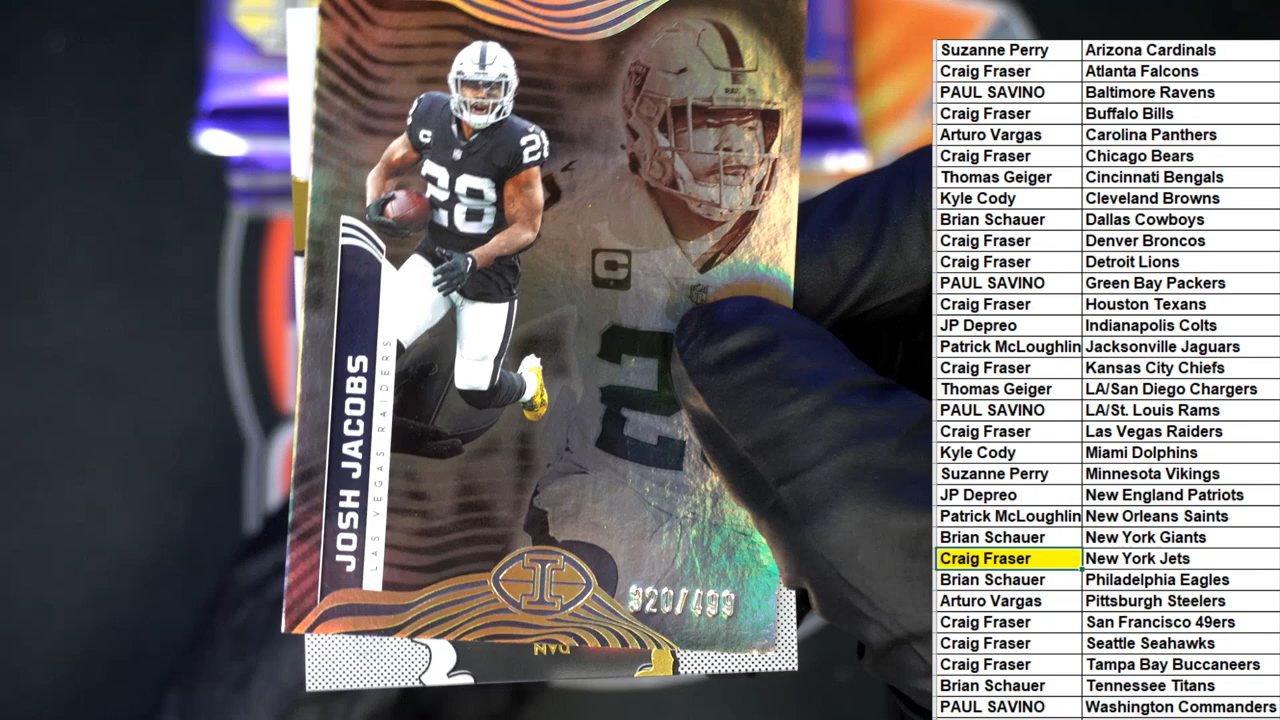 28
28
C
RAIDERS
C
JOSH JACOBS
LAS VEGAS RAIDERS
I
320/499
DAN
Suzanne Perry Arizona Cardinals
Craig Fraser Atlanta Falcons
PAUL SAVINO Baltimore Ravens
Craig Fraser Buffalo Bills
Arturo Vargas Carolina Panthers
Craig Fraser Chicago Bears
Thomas Geiger Cincinnati Bengals
Kyle Cody Cleveland Browns
Brian Schauer Dallas Cowboys
Craig Fraser Denver Broncos
Craig Fraser Detroit Lions
PAUL SAVINO Green Bay Packers
Craig Fraser Houston Texans
JP Depreo Indianapolis Colts
Patrick McLoughlin Jacksonville Jaguars
Craig Fraser Kansas City Chiefs
Thomas Geiger LA/San Diego Chargers
PAUL SAVINO LA/St. Louis Rams
Craig Fraser Las Vegas Raiders
Kyle Cody Miami Dolphins
Suzanne Perry Minnesota Vikings
JP Depreo New England Patriots
Patrick McLoughlin New Orleans Saints
Brian Schauer New York Giants
Craig Fraser New York Jets
Brian Schauer Philadelphia Eagles
Arturo Vargas Pittsburgh Steelers
Craig Fraser San Francisco 49ers
Craig Fraser Seattle Seahawks
Craig Fraser Tampa Bay Buccaneers
Brian Schauer Tennessee Titans
PAUL SAVINO Washington Commanders